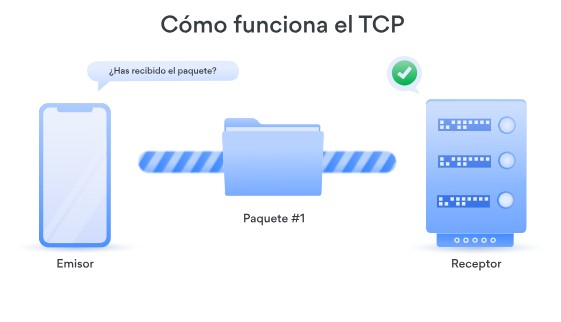 Cómo funciona el TCP
¿Has recibido el paquete?
Paquete #1
Emisor
Receptor